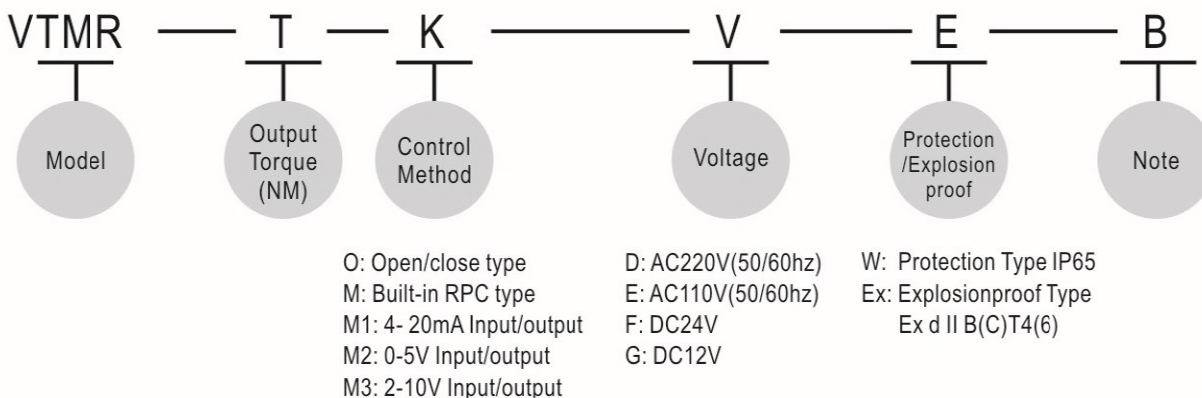 VTMR T K V E B
Model
Output
Torque
(NM)
Control
Method
Voltage
Protection
/Explosion
proof
Note
O: Open/close type
M: Built-in RPC type
M1: 4- 20mA Input/output
M2: 0-5V Input/output
M3: 2-10V Input/output
D: AC220V(50/60hz)
E: AC110V(50/60hz)
F: DC24V
G: DC12V
W: Protection Type IP65
Ex: Explosionproof Type
Ex d II B(C)T4(6)